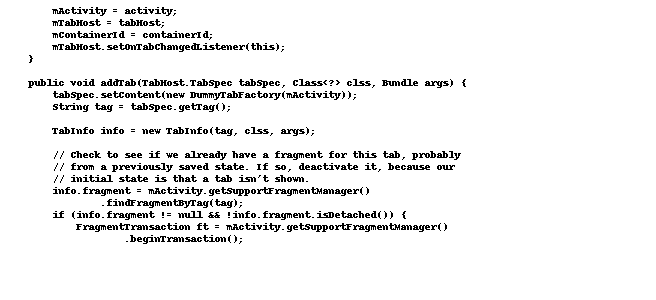 mActivity = activity;
mTabHost = tabHost;
mContainerId = containerId;
mTabHost.setOnTabChangedListener(this);
}
public void addTab(TabHost.TabSpec tabSpec, Class<?> clss, Bundle args) {
tabSpec.setContent(new DummyTabFactory(mActivity));
String tag = tabSpec.getTag();
TabInfo info = new TabInfo(tag, clss, args);
// Check to see if we already have a fragment for this tab, probably
// from a previously saved state. If so, deactivate it, because our
// initial state is that a tab isn't shown.
info.fragment = mActivity.getSupportFragmentManager()
.findFragmentByTag(tag);
if (info.fragment != null && !info.fragment.isDetached()) {
FragmentTransaction ft = mActivity.getSupportFragmentManager()
.beginTransaction();